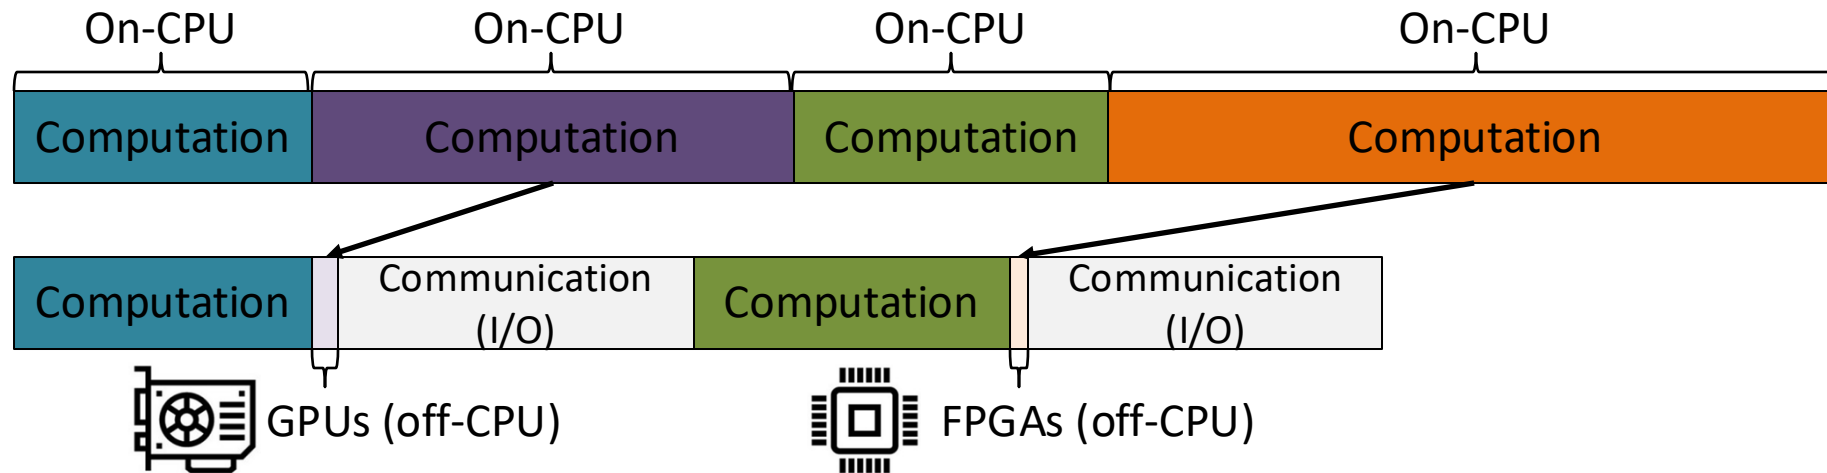 On-CPU On-CPU On-CPU On-CPU
Computation Computation Computation Computation
Computation Communication (I/O) Computation Communication (I/O)
GPUs (off-CPU) FPGAs (off-CPU)